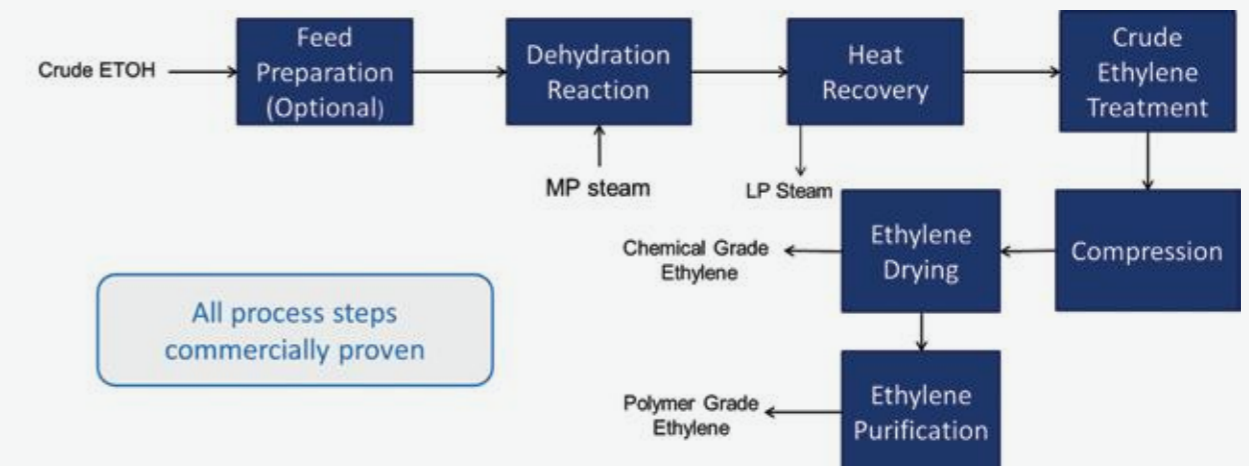 Crude ETOH
Feed
Preparation
(Optional)
Dehydration
Reaction
Heat
Recovery
Crude
Ethylene
Treatment
MP steam
LP Steam
Chemical Grade
Ethylene
Ethylene
Drying
Compression
All process steps
commercially proven
Polymer Grade
Ethylene
Ethylene
Purification